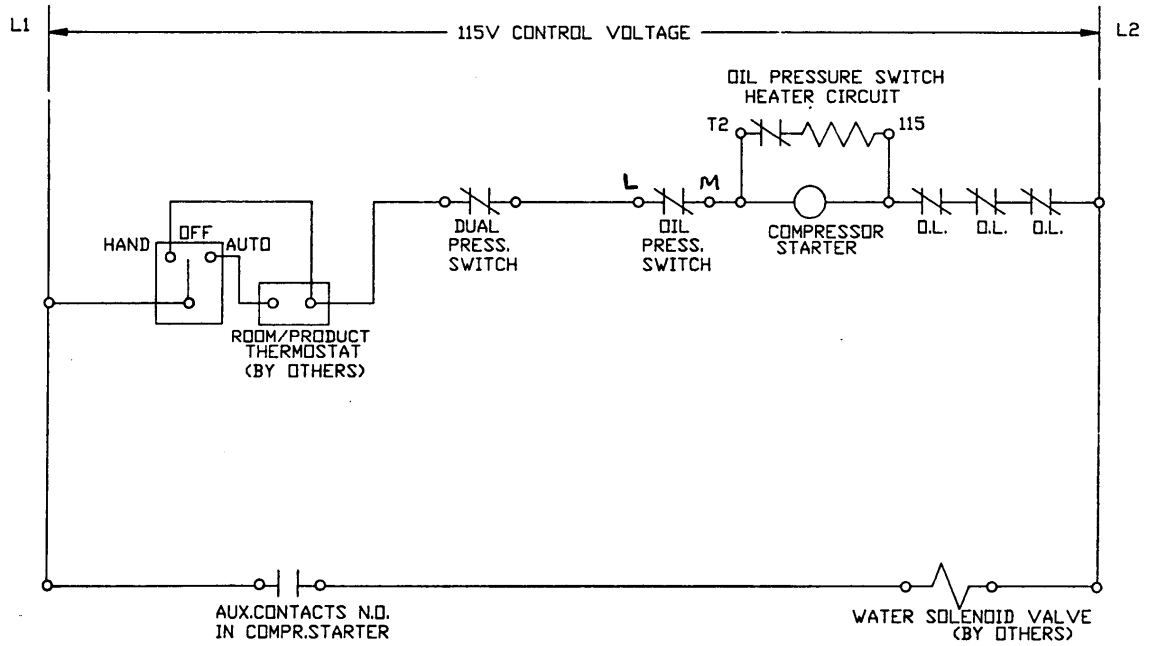 L1
115V CONTROL VOLTAGE
L2
OIL PRESSURE SWITCH
HEATER CIRCUIT
T2
115
L
M
DUAL
PRESS.
SWITCH
OIL
PRESS.
SWITCH
COMPRESSOR
STARTER
O.L.
O.L.
O.L.
HAND
OFF
AUTO
ROOM/PRODUCT
THERMOSTAT
(BY OTHERS)
AUX.CONTACTS N.O.
IN COMPR.STARTER
WATER SOLENOID VALVE
(BY OTHERS)